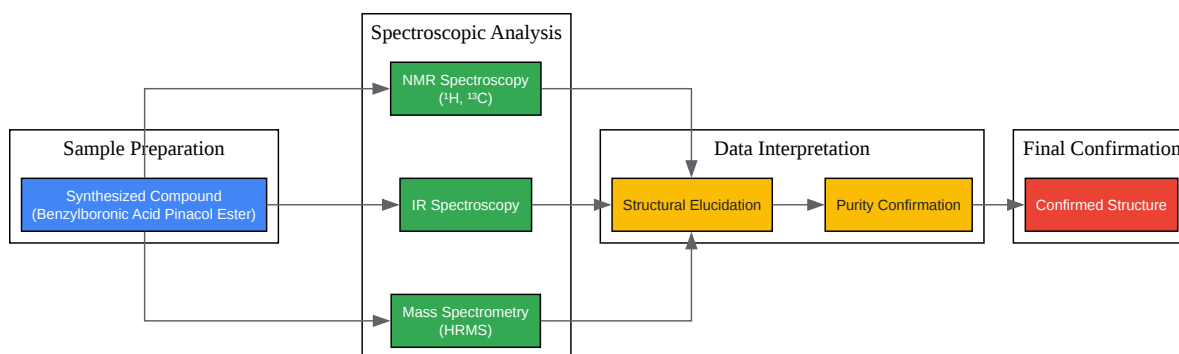 Spectroscopic Analysis
NMR Spectroscopy
(¹H, ¹³C)
Sample Preparation
Data Interpretation
Final Confirmation
Synthesized Compound
(Benzylboronic Acid Pinacol Ester)
IR Spectroscopy
Structural Elucidation
Purity Confirmation
Confirmed Structure
Mass Spectrometry
(HRMS)